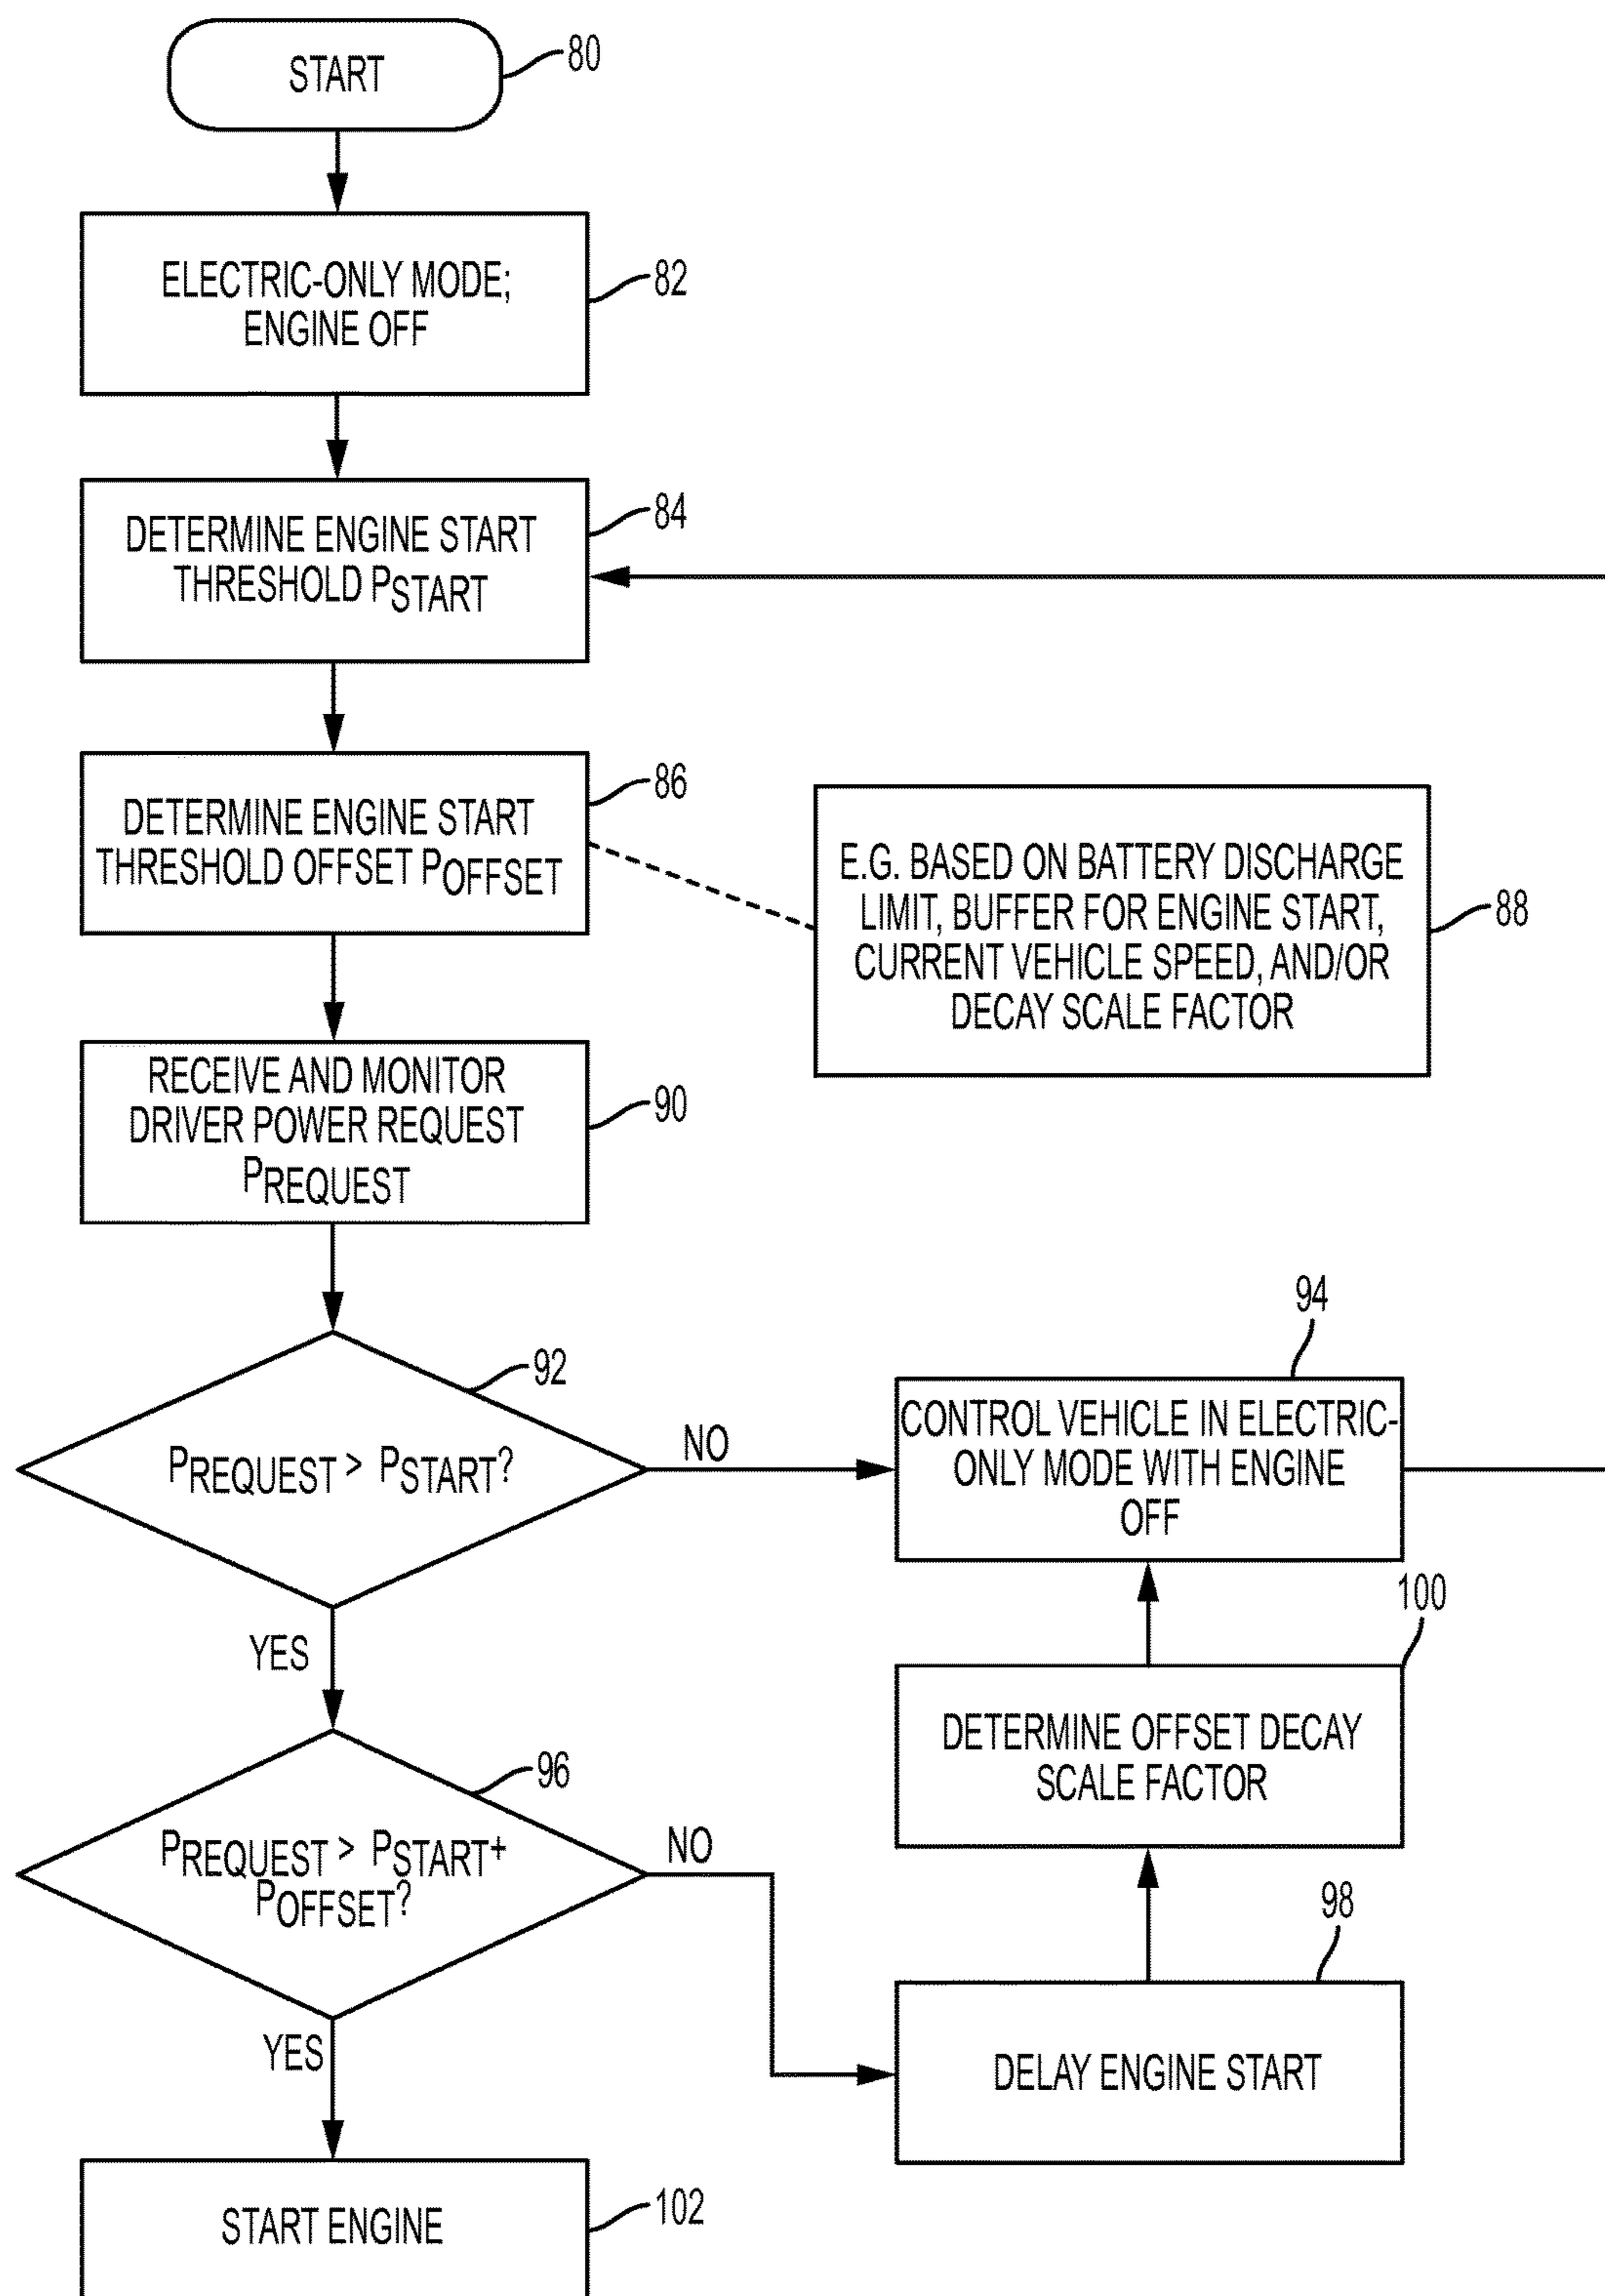 START
80
ELECTRIC-ONLY MODE;
ENGINE OFF
82
DETERMINE ENGINE START
THRESHOLD PSTART
84
DETERMINE ENGINE START
THRESHOLD OFFSET POFFSET
86
E.G. BASED ON BATTERY DISCHARGE
LIMIT, BUFFER FOR ENGINE START,
CURRENT VEHICLE SPEED, AND/OR
DECAY SCALE FACTOR
88
RECEIVE AND MONITOR
DRIVER POWER REQUEST
PREQUEST
90
PREQUEST > PSTART?
92
NO
YES
CONTROL VEHICLE IN ELECTRIC-
ONLY MODE WITH ENGINE
OFF
94
PREQUEST > PSTART+
POFFSET?
96
NO
YES
DETERMINE OFFSET DECAY
SCALE FACTOR
100
DELAY ENGINE START
98
START ENGINE
102